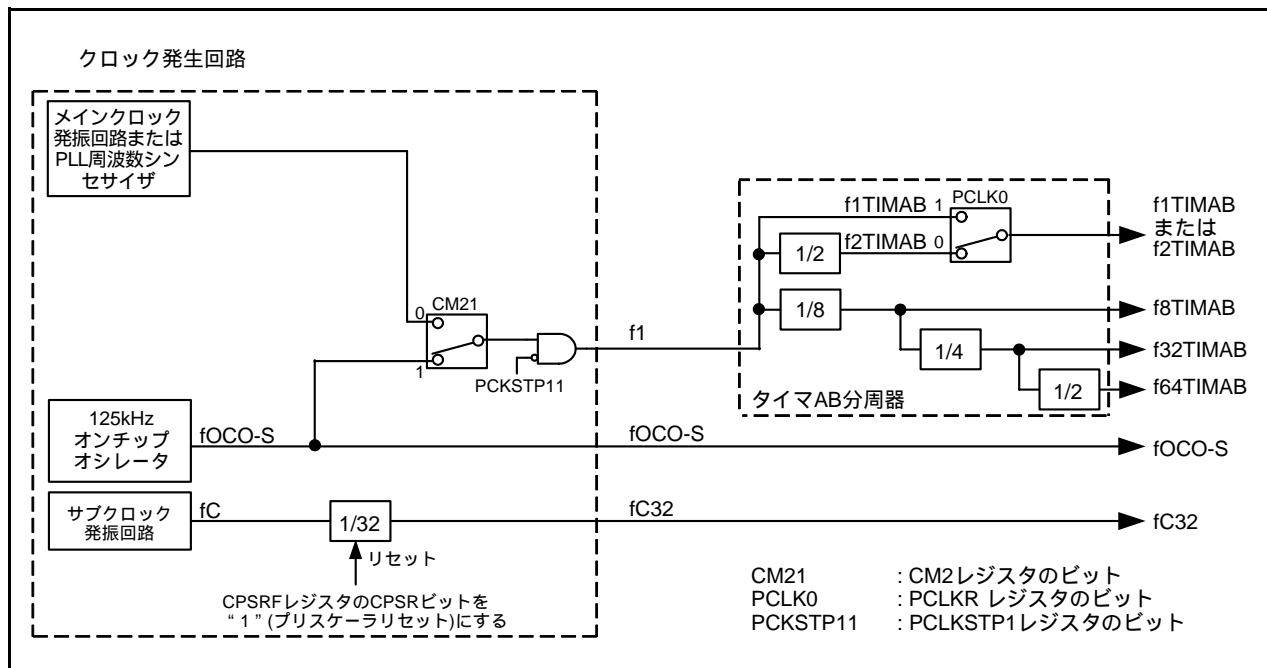 クロック発生回路
メインクロック
発振回路または
PLL周波数シン
セサイザ
0
CM21
1
PCKSTP11
f1
f1TIMAB
1
PCLK0
1/2
f2TIMAB
0
f1TIMAB
または
f2TIMAB
1/8
f8TIMAB
1/4
f32TIMAB
1/2
f64TIMAB
タイマAB分周器
125kHz
オンチップ
オシレータ
fOCO-S
fOCO-S
fOCO-S
サブクロック
発振回路
fC
1/32
fC32
fC32
リセット
CPSRFレジスタのCPSRビットを
“ 1 ” (プリスケーラリセット)にする
CM21 : CM2レジスタのビット
PCLK0 : PCLKR レジスタのビット
PCKSTP11 : PCLKSTP1レジスタのビット